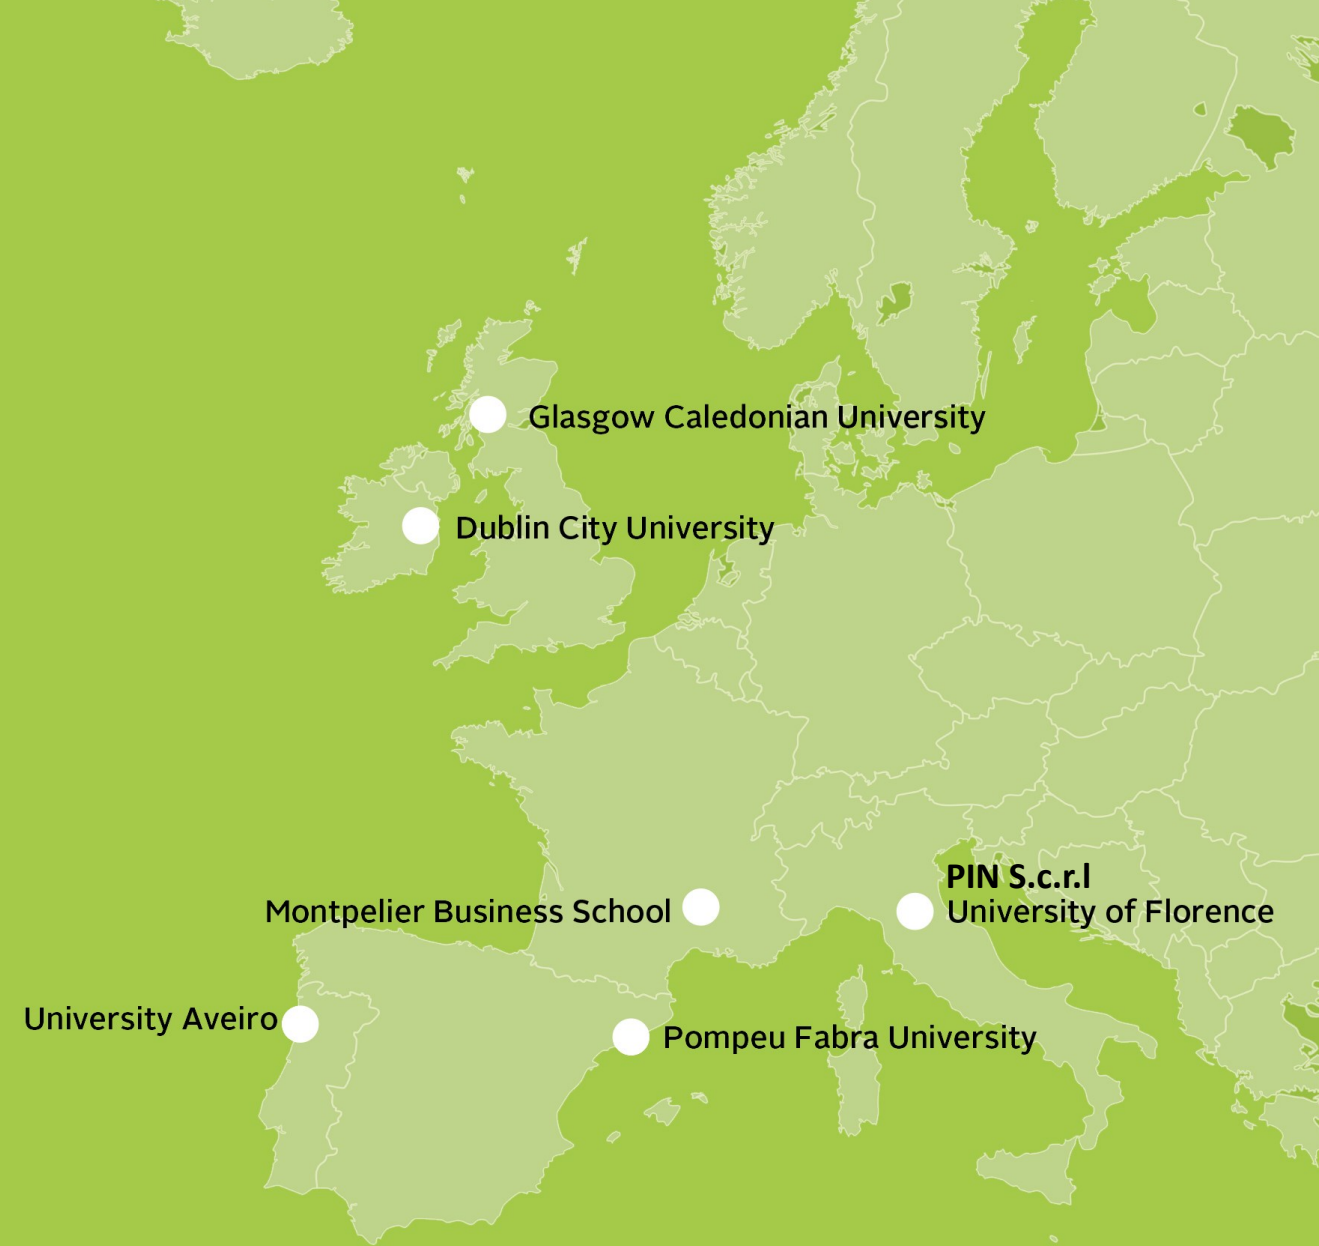 Glasgow Caledonian University
Dublin City University
PIN S.c.r.l
University of Florence
Montpelier Business School
University Aveiro
Pompeu Fabra University